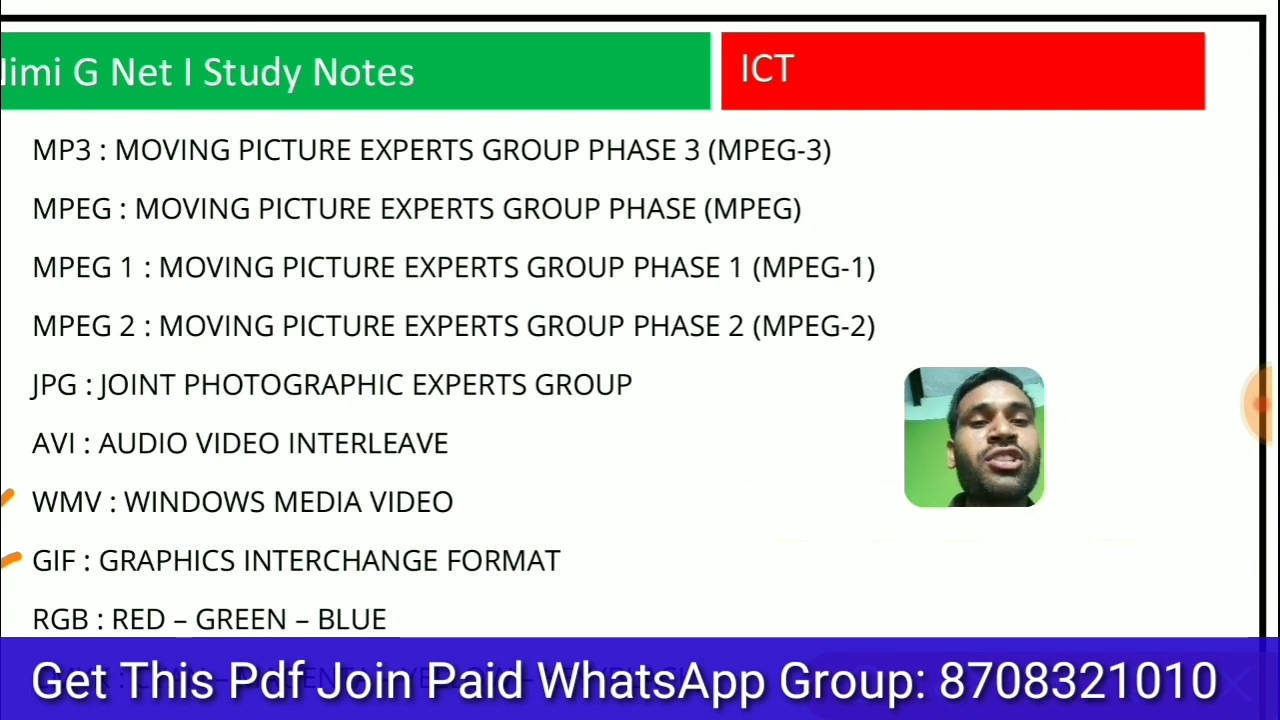 imi G Net I Study Notes
ICT
MP3 : MOVING PICTURE EXPERTS GROUP PHASE 3 (MPEG-3)
MPEG : MOVING PICTURE EXPERTS GROUP PHASE (MPEG)
MPEG 1 : MOVING PICTURE EXPERTS GROUP PHASE 1 (MPEG-1)
MPEG 2 : MOVING PICTURE EXPERTS GROUP PHASE 2 (MPEG-2)
JPG : JOINT PHOTOGRAPHIC EXPERTS GROUP
AVI : AUDIO VIDEO INTERLEAVE
WMV : WINDOWS MEDIA VIDEO
GIF : GRAPHICS INTERCHANGE FORMAT
RGB : RED – GREEN – BLUE
Get This Pdf Join Paid WhatsApp Group: 8708321010